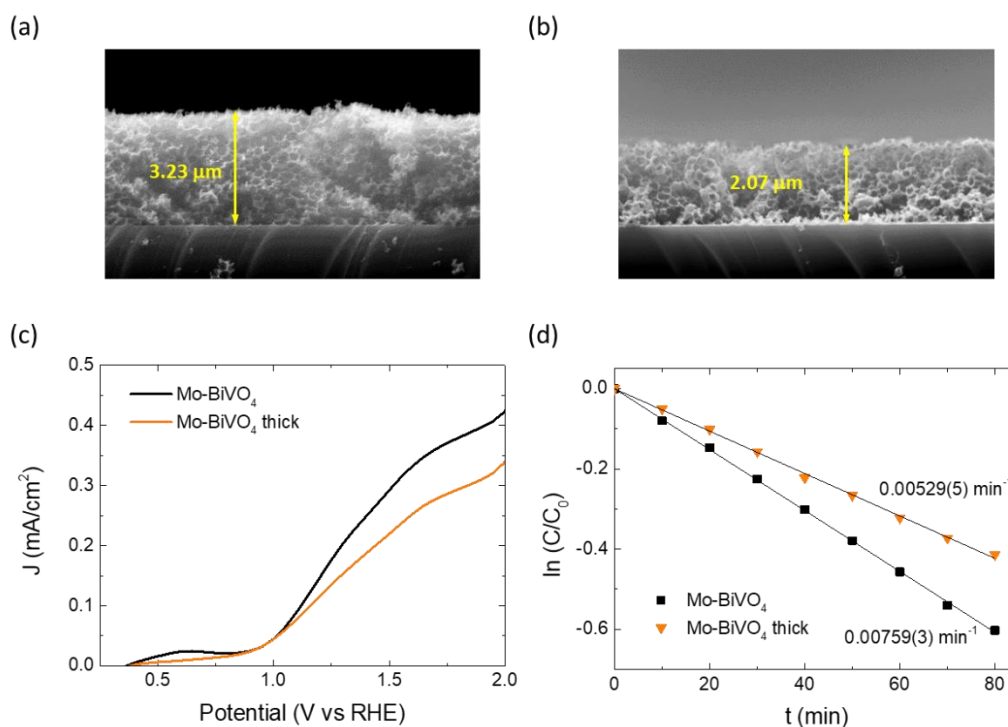 (a)
(b)
3.23 μm
2.07 μm
(c)
(d)
0.5
0.4
0.3
0.2
0.1
0.0
J (mA/cm²)
Mo-BiVO₄
Mo-BiVO₄ thick
0.5
1.0
1.5
2.0
Potential (V vs RHE)
0.0
-0.2
-0.4
-0.6
ln (C/C₀)
0.00529(5) min⁻¹
Mo-BiVO₄
Mo-BiVO₄ thick
0.00759(3) min⁻¹
0
20
40
60
80
t (min)